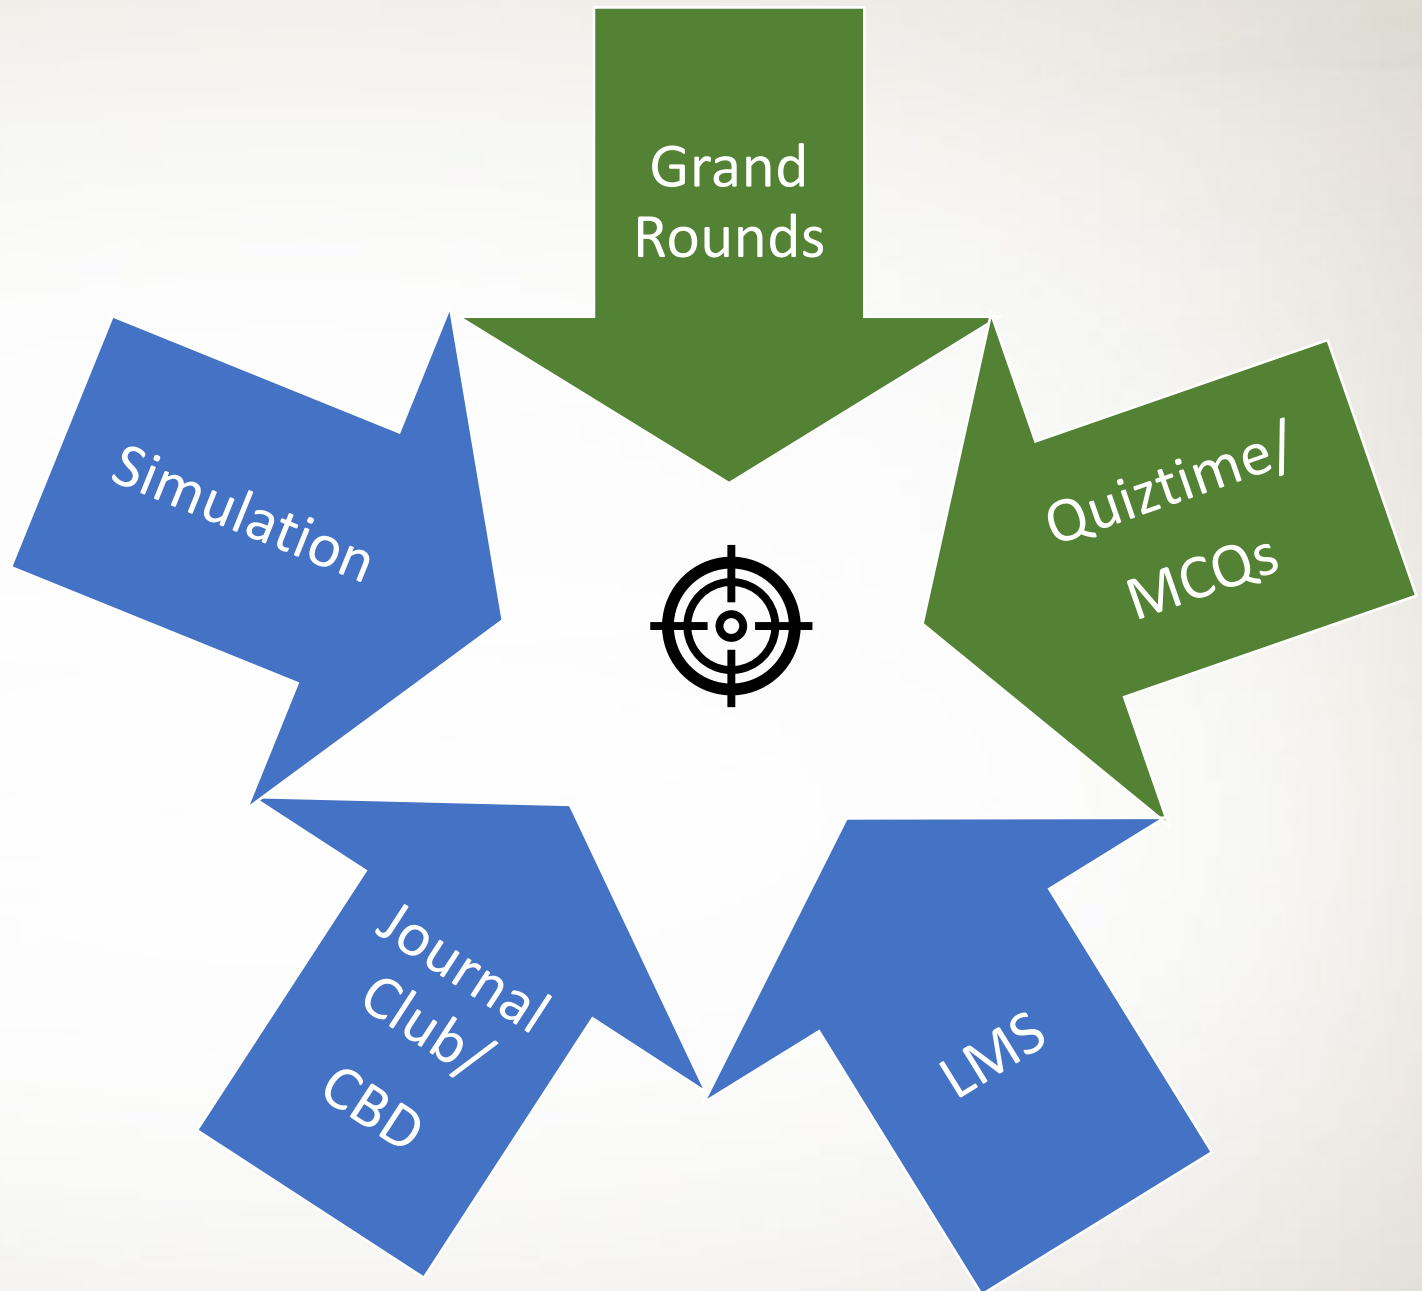 Grand
Rounds
Simulation
Quiztime/
MCQs
Journal
Club/
CBD
LMS